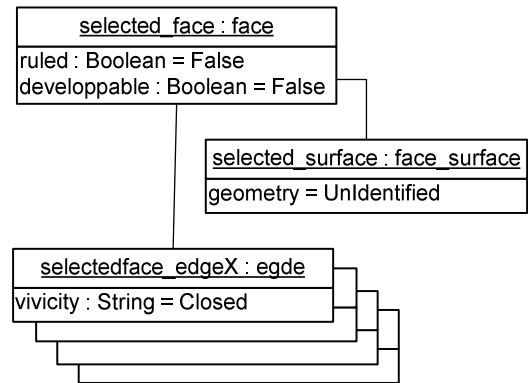 selected_face : face
ruled : Boolean = False
developpable : Boolean = False
selected_surface : face_surface
geometry = UnIdentified
selectedface_edgeX : egde
vivicity : String = Closed